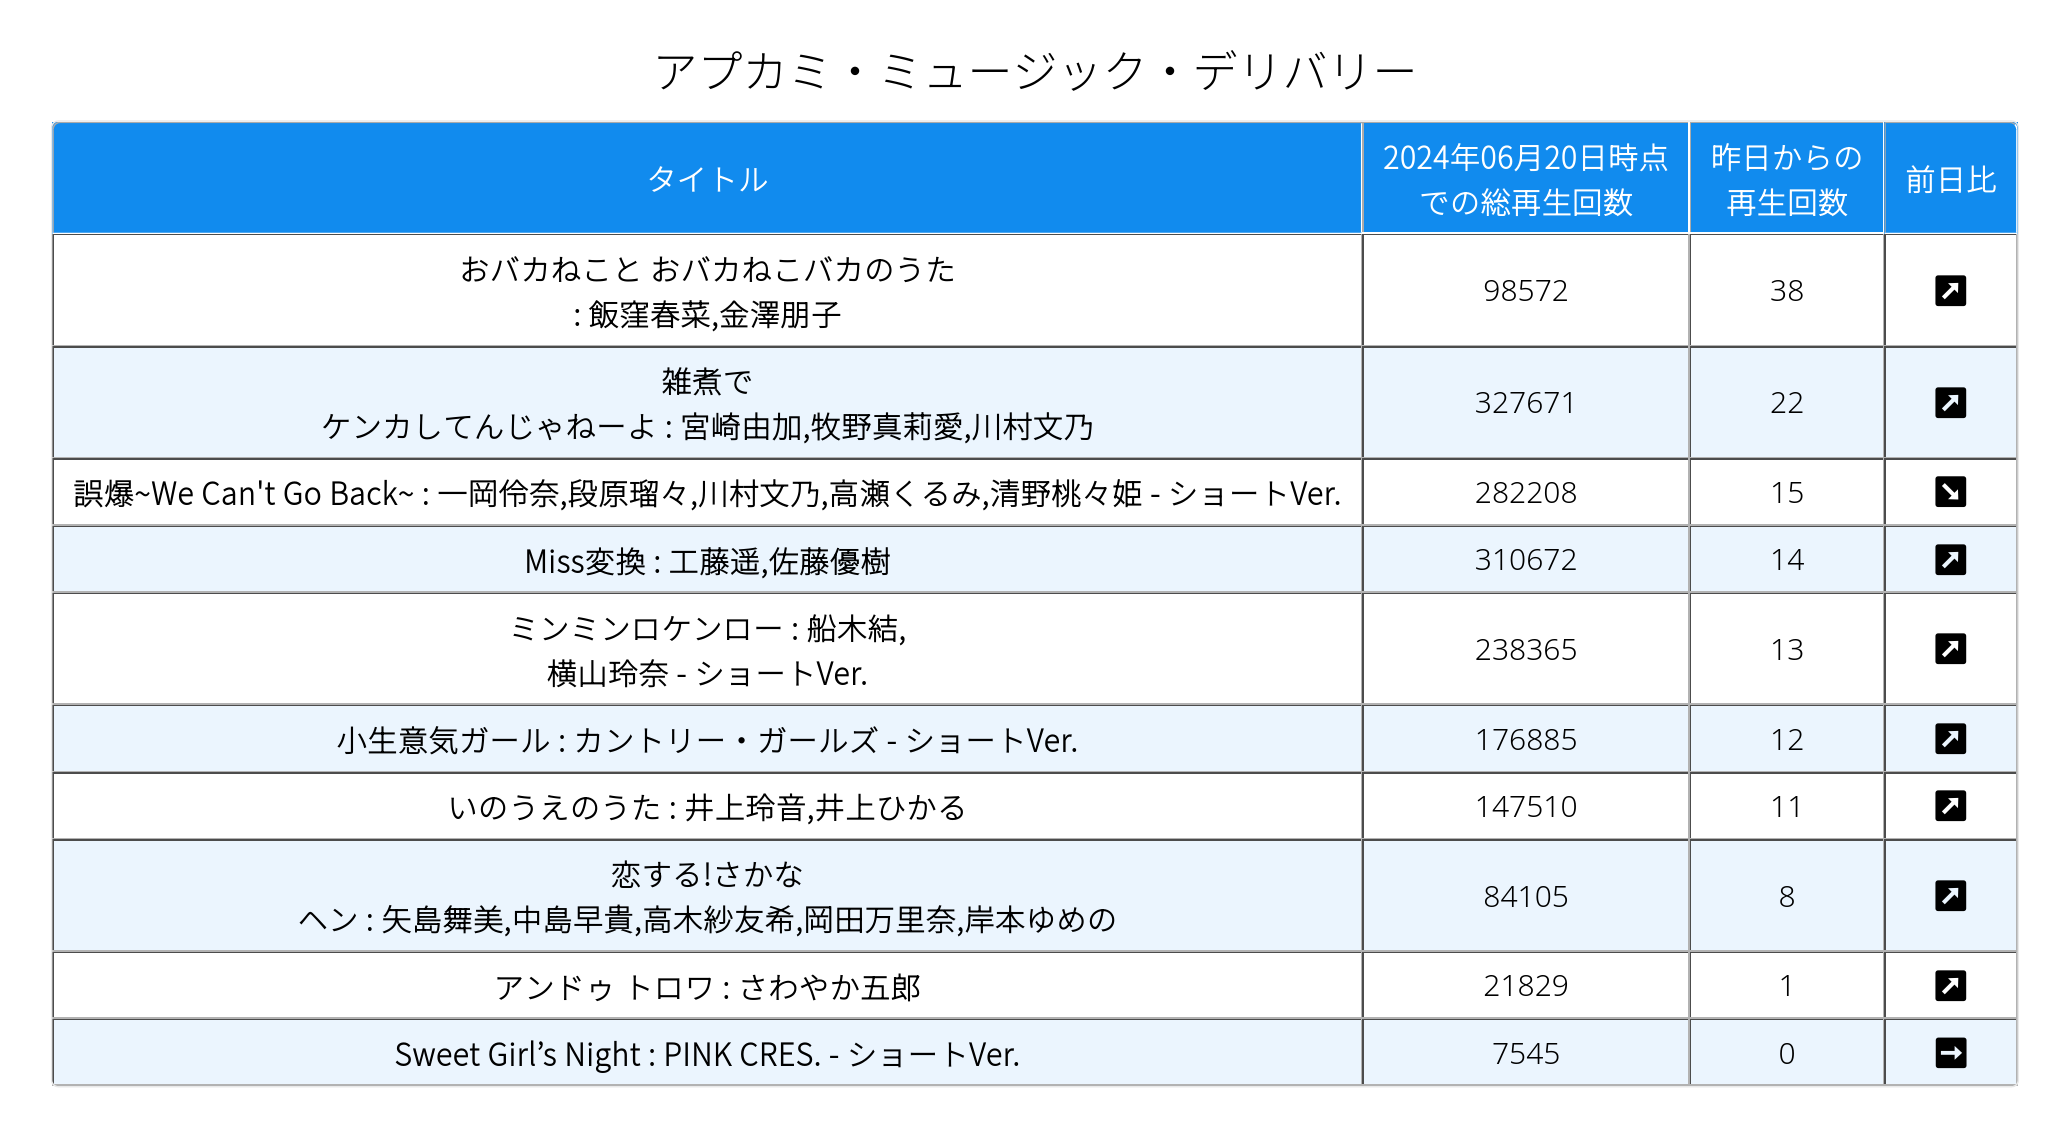 アプカミ・ミュージック・デリバリー
タイトル
2024年06月20日時点
での総再生回数
昨日からの
再生回数
前日比
おバカねこと おバカねこバカのうた
: 飯窪春菜,金澤朋子
98572
38
雑煮で
ケンカしてんじゃねーよ : 宮崎由加,牧野真莉愛,川村文乃
327671
22
誤爆~We Can't Go Back~ : 一岡伶奈,段原瑠々,川村文乃,高瀬くるみ,清野桃々姫 - ショートVer.
282208
15
Miss変換 : 工藤遥,佐藤優樹
310672
14
ミンミンロケンロー : 船木結,
横山玲奈 - ショートVer.
238365
13
小生意気ガール : カントリー・ガールズ - ショートVer.
176885
12
いのうえのうた : 井上玲音,井上ひかる
147510
11
恋する!さかな
ヘン : 矢島舞美,中島早貴,高木紗友希,岡田万里奈,岸本ゆめの
84105
8
アンドゥ トロワ : さわやか五郎
21829
1
Sweet Girl’s Night : PINK CRES. - ショートVer.
7545
0